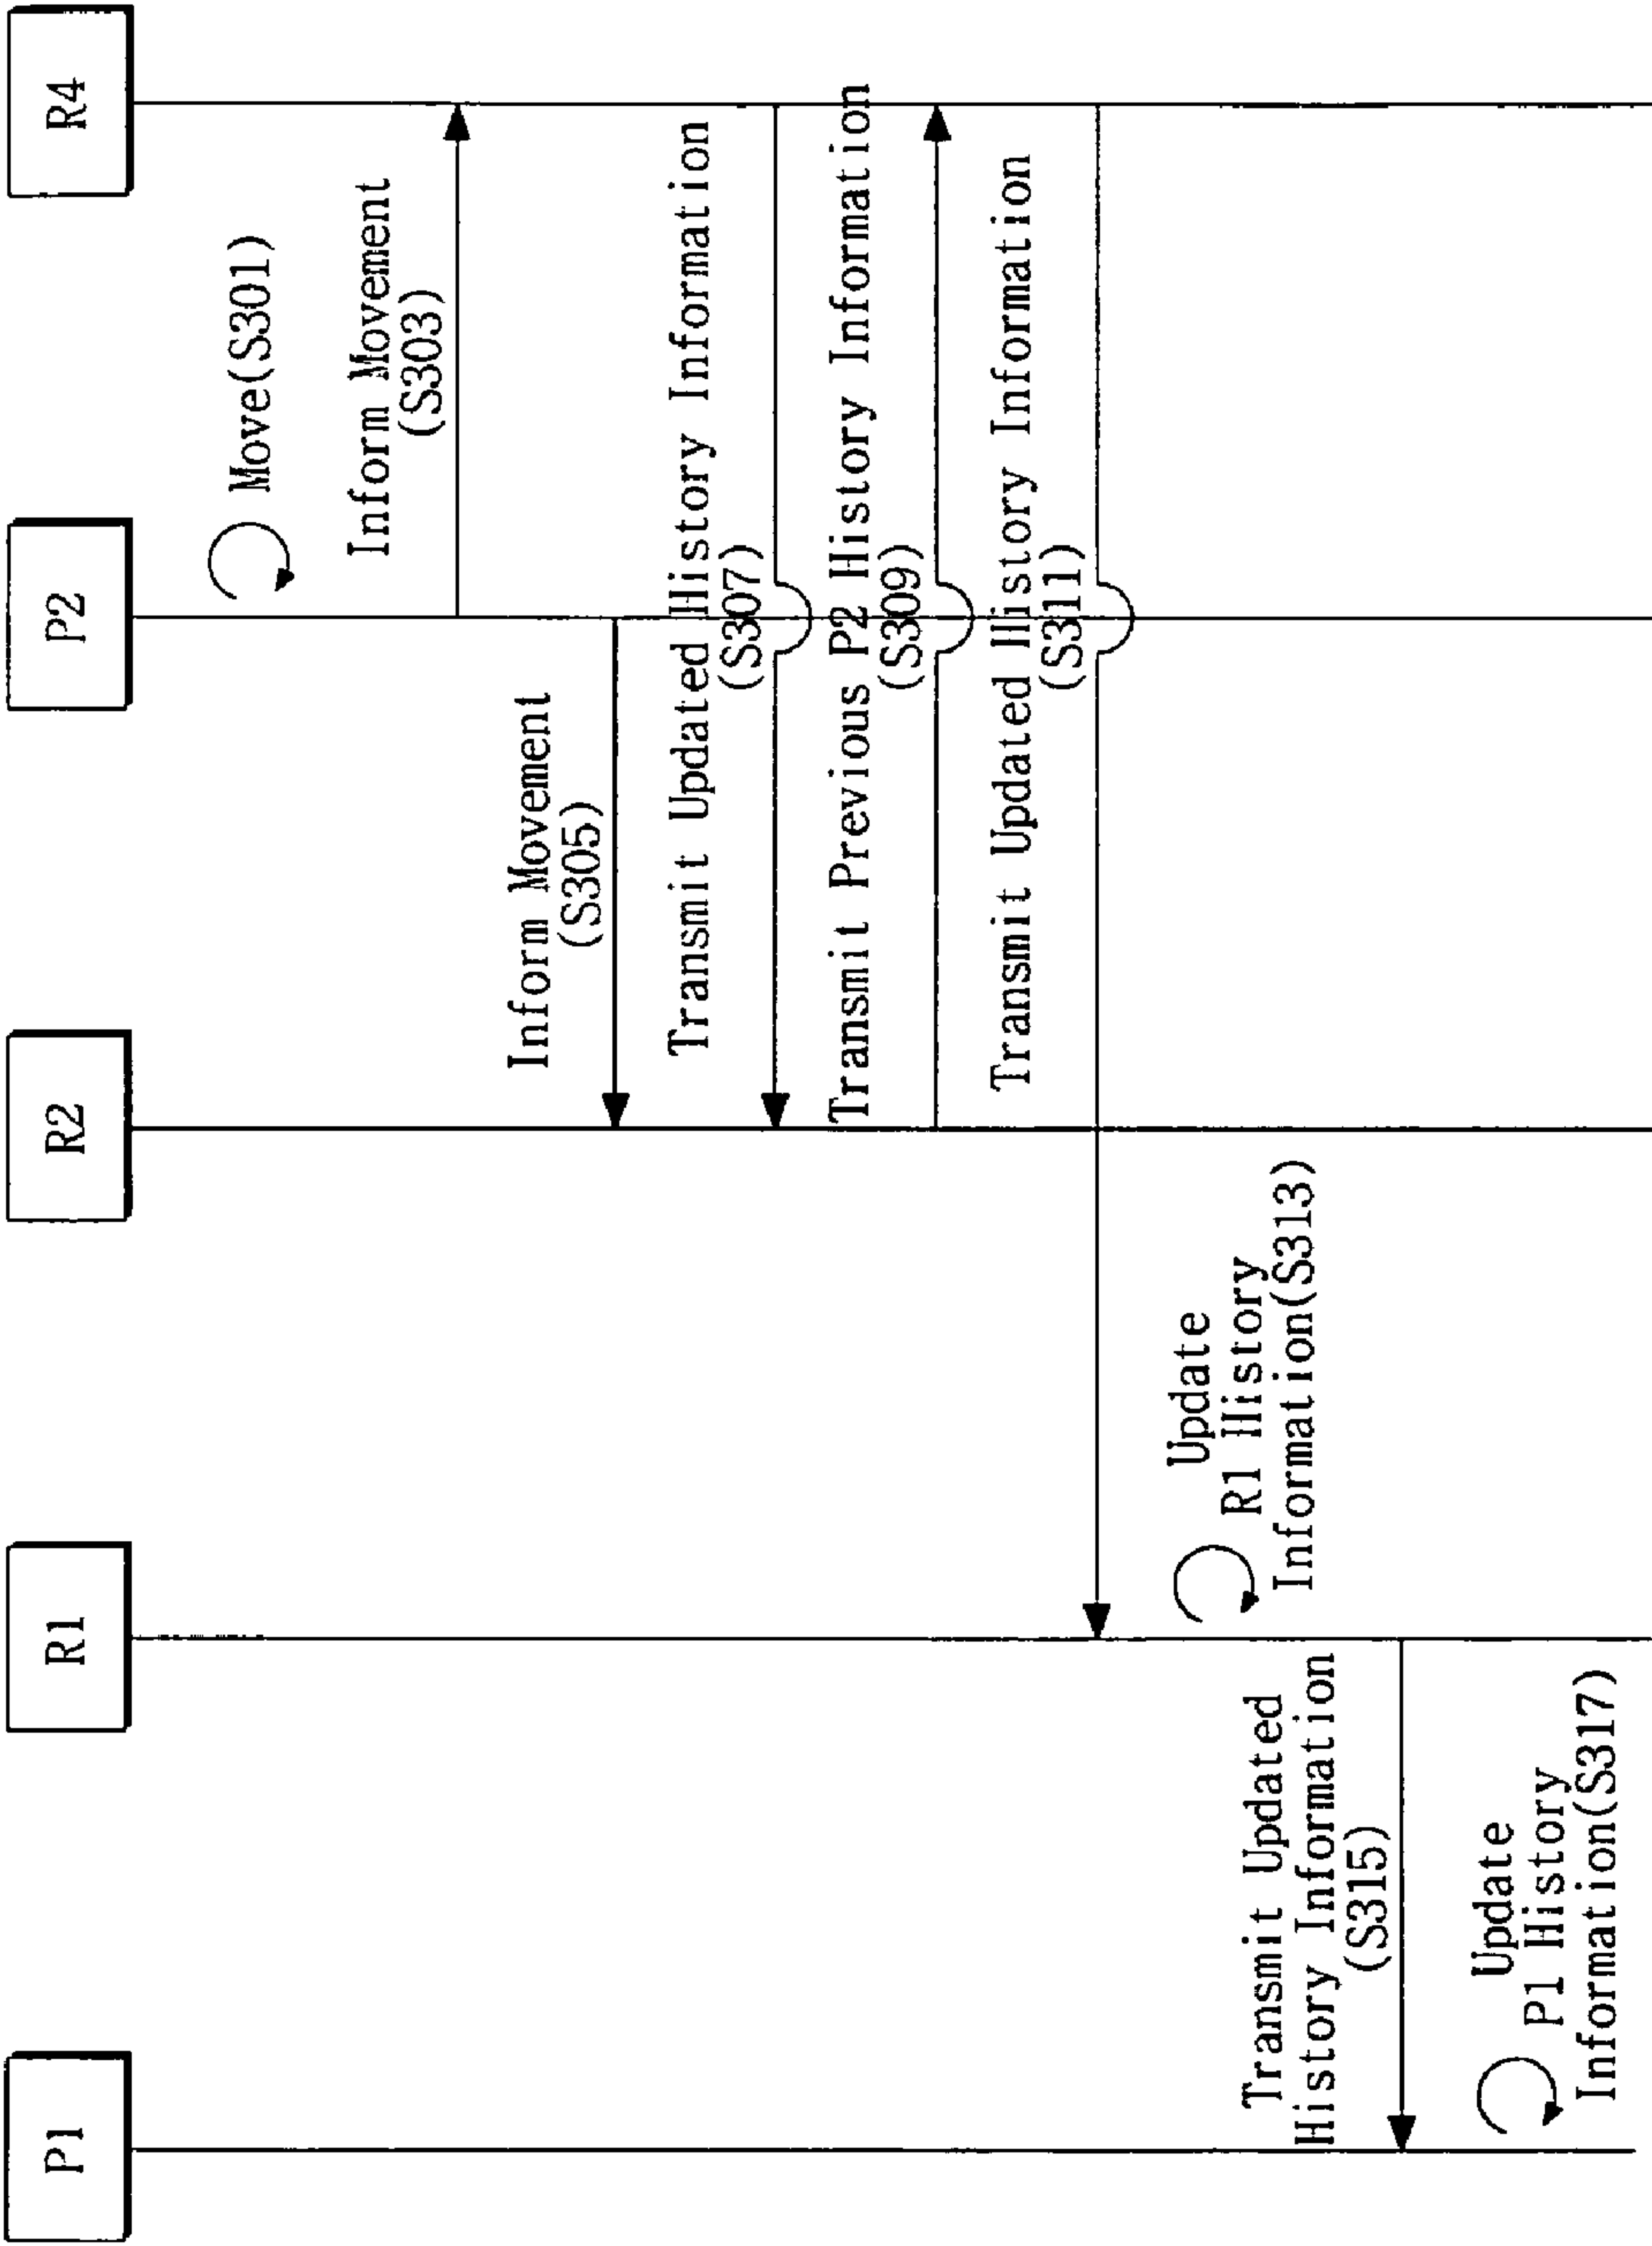 P1
R1
R2
P2
R4
Move(S301)
Inform Movement
(S303)
Inform Movement
(S305)
Transmit Updated History Information
(S307)
Transmit Previous P2 History Information
(S309)
Transmit Updated History Information
(S311)
Update
R1 History
Information(S313)
Transmit Updated
History Information
(S315)
Update
P1 History
Information(S317)